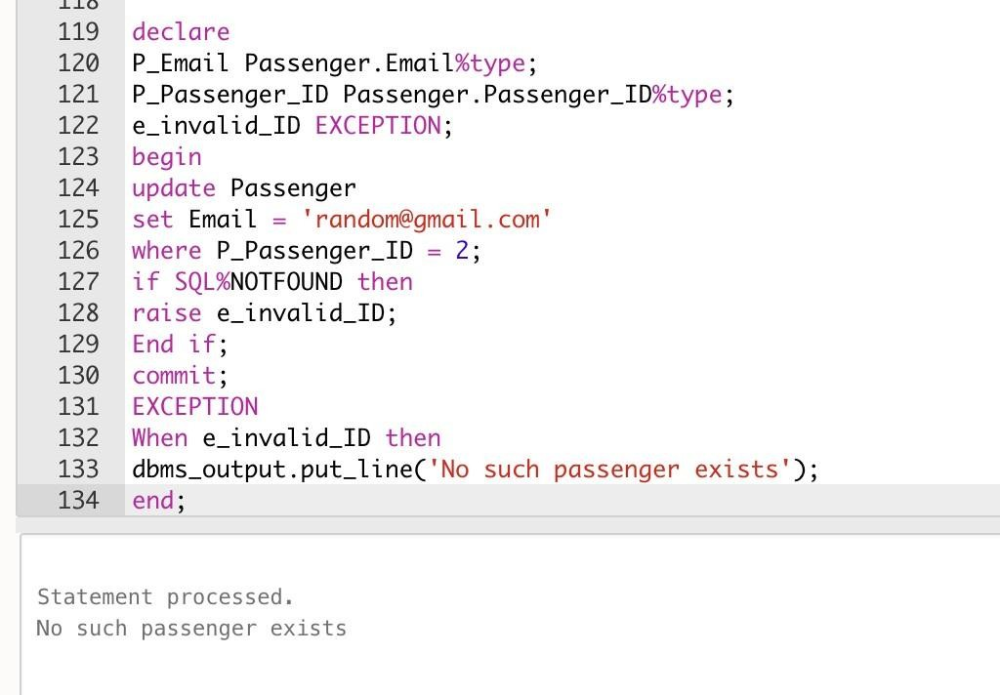 118
119 declare
120 P_Email Passenger.Email%type;
121 P_Passenger_ID Passenger.Passenger_ID%type;
122 e_invalid_ID EXCEPTION;
123 begin
124 update Passenger
125 set Email = 'random@gmail.com'
126 where P_Passenger_ID = 2;
127 if SQL%NOTFOUND then
128 raise e_invalid_ID;
129 End if;
130 commit;
131 EXCEPTION
132 When e_invalid_ID then
133 dbms_output.put_line('No such passenger exists');
134 end;
Statement processed.
No such passenger exists